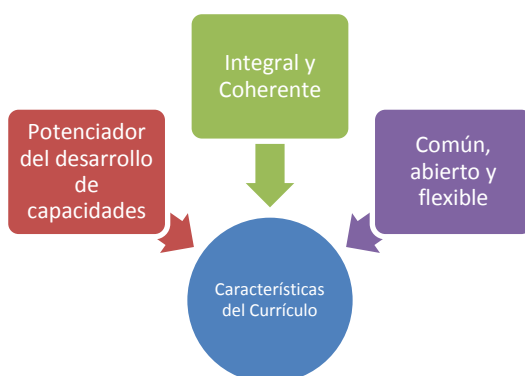 Potenciador
del desarrollo
de
capacidades
Integral y
Coherente
Común,
abierto y
flexible
Características
del Currículo